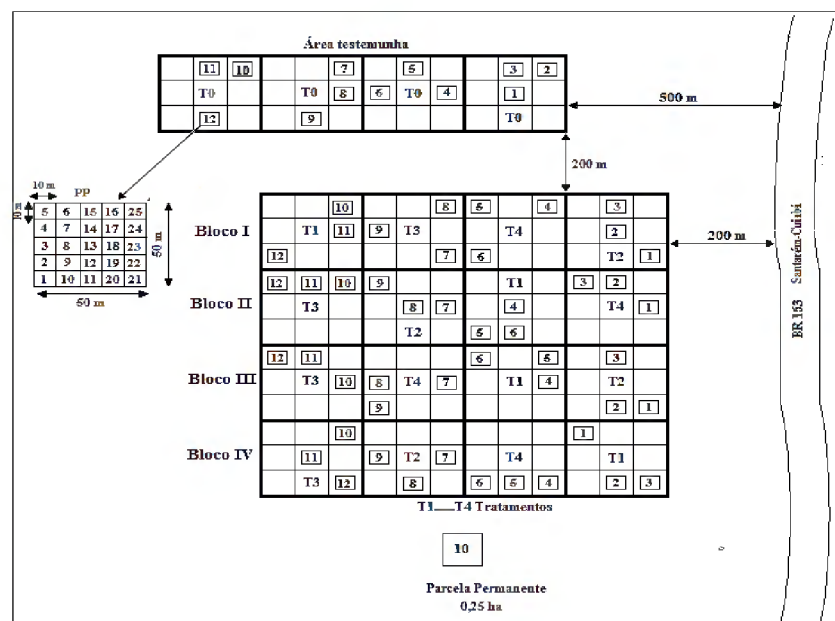 Área testemunha
11 10 7 5 3 2
T0 T0 8 6 T0 4 1
12 9 T0
500 m
200 m
10 m PP
10 m
5 6 15 16 25
4 7 14 17 24
3 8 13 18 23
2 9 12 19 22
1 10 11 20 21
50 m
50 m
10 8 5 4 3
Bloco I T1 11 9 T3 T4 2
12 7 6 T2 1
200 m
12 11 10 9 T1 3 2
Bloco II T3 8 7 4 T4 1
T2 5 6
12 11 6 5 3
Bloco III T3 10 8 T4 7 T1 4 T2
9 2 1
10 1
Bloco IV 11 9 T2 7 T4 T1
T3 12 8 6 5 4 2 3
T1___T4 Tratamentos
10
Parcela Permanente
0,25 ha
BR 153 Santarém-Cuiabá